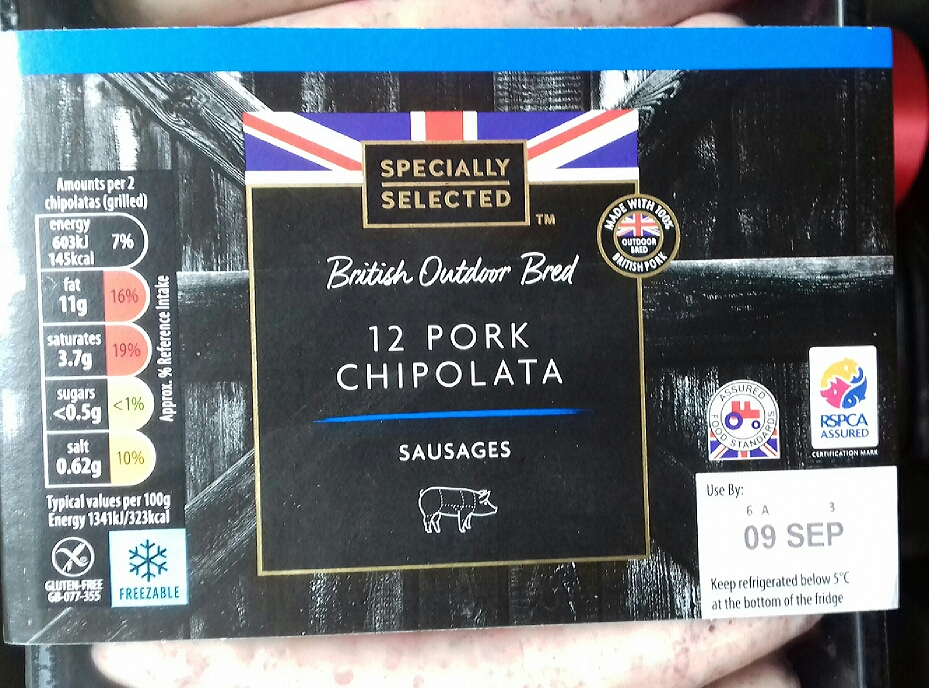 SPECIALLY
SELECTED
TM
MADE WITH 100%
OUTDOOR
BRED
BRITISH PORK
British Outdoor Bred
12 PORK
CHIPOLATA
SAUSAGES
Amounts per 2
chipolatas (grilled)
energy
603kJ
145kcal
7%
fat
11g
16%
saturates
3.7g
19%
sugars
<0.5g
<1%
salt
0.62g
10%
Approx. % Reference Intake
Typical values per 100g
Energy 1341kJ/323kcal
GLUTEN-FREE
GB-077-355
FREEZABLE
ASSURED
FOOD STANDARDS
RSPCA
ASSURED
CERTIFICATION MARK
Use By:
6 A 3
09 SEP
Keep refrigerated below 5°C
at the bottom of the fridge